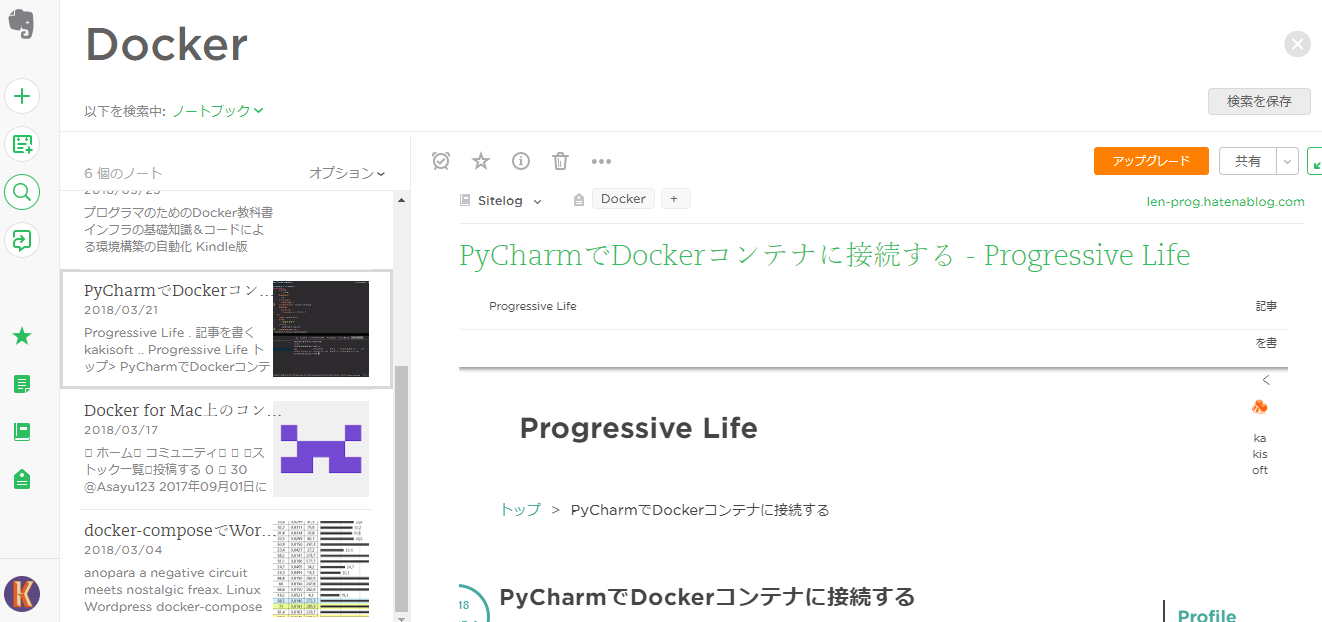 Docker
以下を検索中: ノートブック
検索を保存
6 個のノート
オプション
プログラマのためのDocker教科書
インフラの基礎知識＆コードによ
る環境構築の自動化 Kindle版
PyCharmでDockerコン...
2018/03/21
Progressive Life . 記事を書く
kakisoft .. Progressive Life ト
ップ> PyCharmでDockerコンテ
Docker for Mac上のコン...
2018/03/17
ホーム コミュニティ ス
トック一覧 投稿する 0 30
@Asayu123 2017年09月01日に
docker-composeでWor...
2018/03/04
anopara a negative circuit
meets nostalgic freax. Linux
Wordpress docker-compose
K
アップグレード
共有
Sitelog
Docker
+
len-prog.hatenablog.com
PyCharmでDockerコンテナに接続する - Progressive Life
Progressive Life
記事
を書
く
ka
kis
oft
Progressive Life
トップ > PyCharmでDockerコンテナに接続する
18
PyCharmでDockerコンテナに接続する
Profile